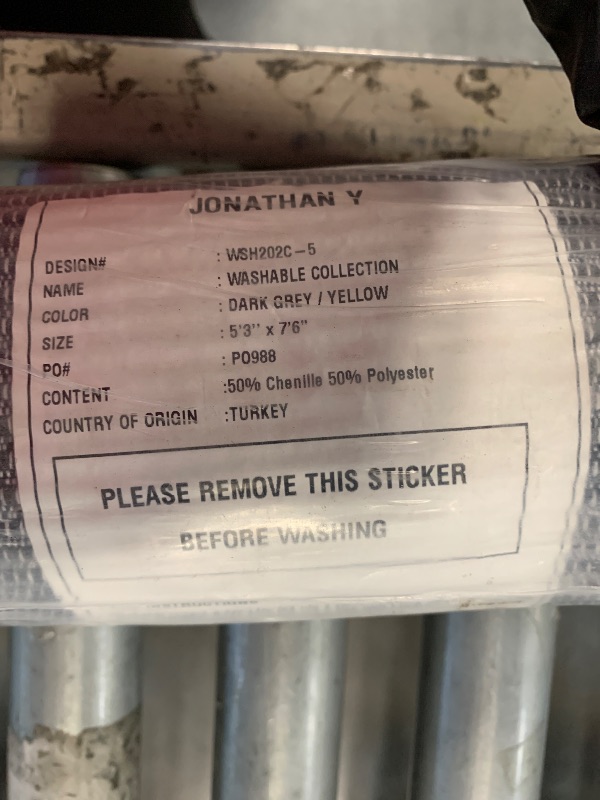 JONATHAN Y
DESIGN# : WSH202C-5
NAME : WASHABLE COLLECTION
COLOR : DARK GREY / YELLOW
SIZE : 5'3" x 7'6"
PO# : PO988
CONTENT :50% Chenille 50% Polyester
COUNTRY OF ORIGIN :TURKEY
PLEASE REMOVE THIS STICKER
BEFORE WASHING